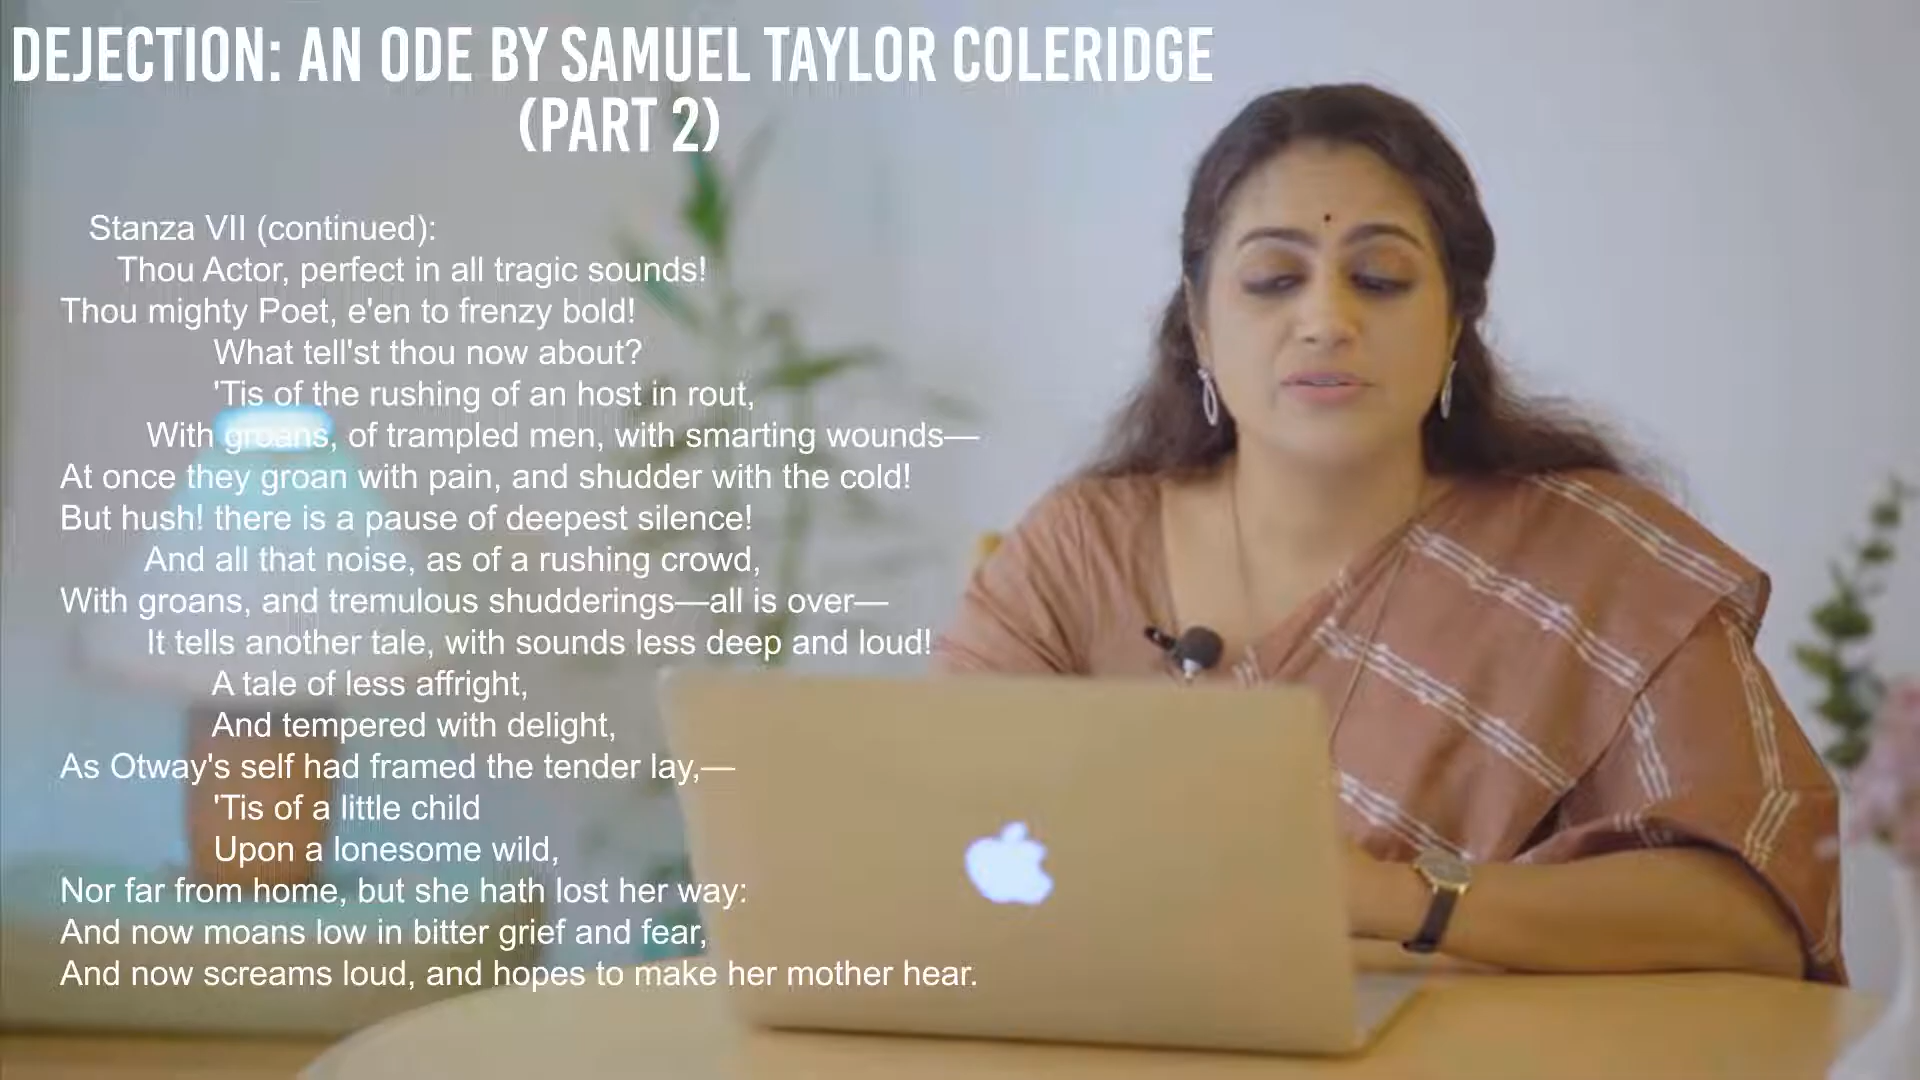 DEJECTION: AN ODE BY SAMUEL TAYLOR COLERIDGE
(PART 2)
Stanza VII (continued):
Thou Actor, perfect in all tragic sounds!
Thou mighty Poet, e'en to frenzy bold!
What tell'st thou now about?
'Tis of the rushing of an host in rout,
With groans, of trampled men, with smarting wounds—
At once they groan with pain, and shudder with the cold!
But hush! there is a pause of deepest silence!
And all that noise, as of a rushing crowd,
With groans, and tremulous shudderings—all is over—
It tells another tale, with sounds less deep and loud!
A tale of less affright,
And tempered with delight,
As Otway's self had framed the tender lay,—
'Tis of a little child
Upon a lonesome wild,
Nor far from home, but she hath lost her way:
And now moans low in bitter grief and fear,
And now screams loud, and hopes to make her mother hear.